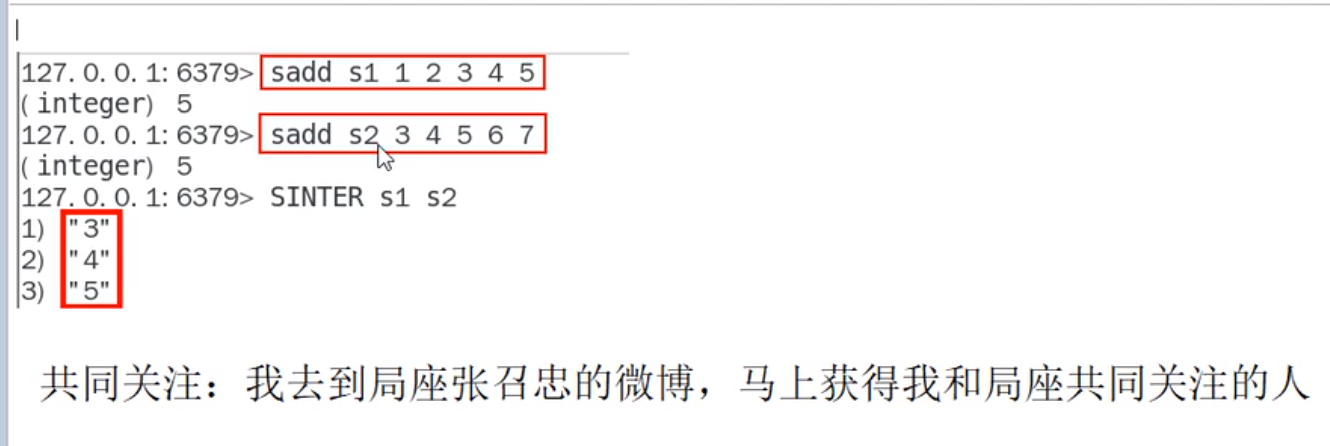 127.0.0.1:6379> sadd s1 1 2 3 4 5
(integer) 5
127.0.0.1:6379> sadd s2 3 4 5 6 7
(integer) 5
127.0.0.1:6379> SINTER s1 s2
1) "3"
2) "4"
3) "5"
共同关注：我去到局座张召忠的微博，马上获得我和局座共同关注的人